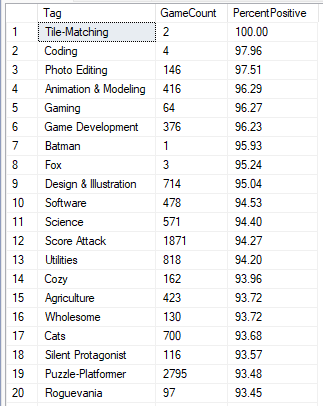 Tag GameCount PercentPositive
1 Tile-Matching 2 100.00
2 Coding 4 97.96
3 Photo Editing 146 97.51
4 Animation & Modeling 416 96.29
5 Gaming 64 96.27
6 Game Development 376 96.23
7 Batman 1 95.93
8 Fox 3 95.24
9 Design & Illustration 714 95.04
10 Software 478 94.53
11 Science 571 94.40
12 Score Attack 1871 94.27
13 Utilities 818 94.20
14 Cozy 162 93.96
15 Agriculture 423 93.72
16 Wholesome 130 93.72
17 Cats 700 93.68
18 Silent Protagonist 116 93.57
19 Puzzle-Platformer 2795 93.48
20 Roguevania 97 93.45